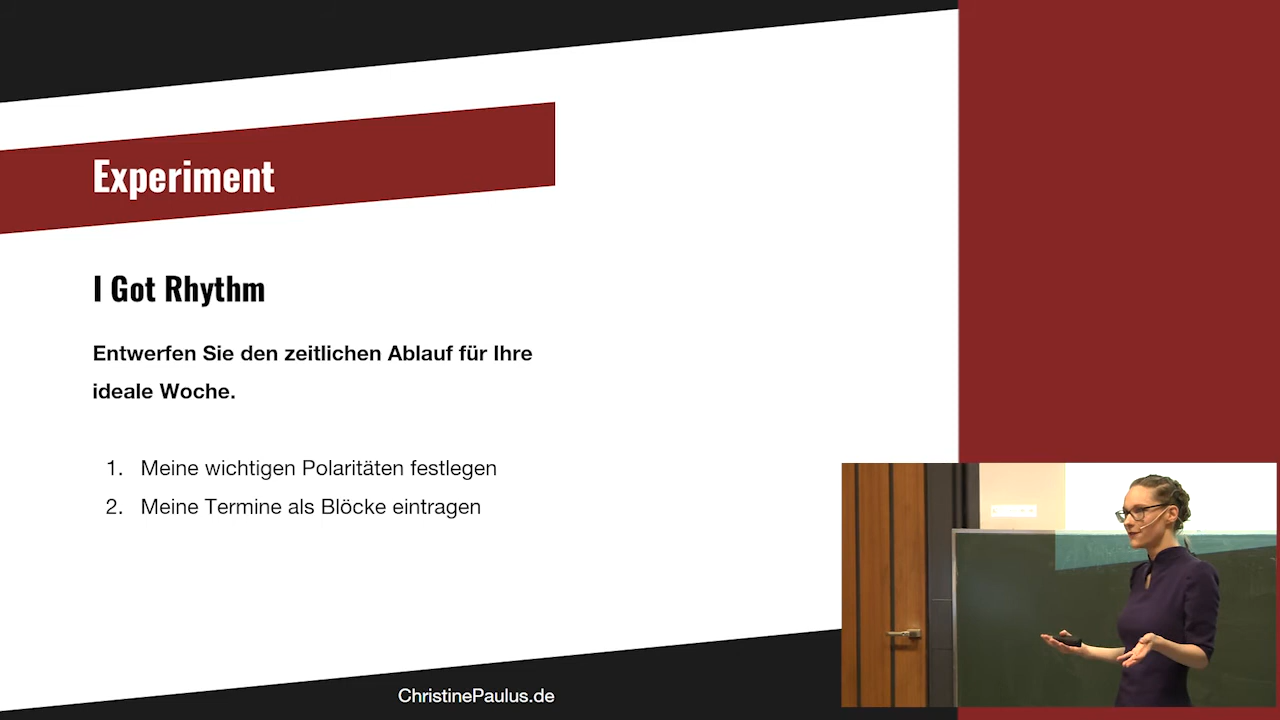 Experiment
I Got Rhythm
Entwerfen Sie den zeitlichen Ablauf für Ihre
ideale Woche.
1. Meine wichtigen Polaritäten festlegen
2. Meine Termine als Blöcke eintragen
ChristinePaulus.de